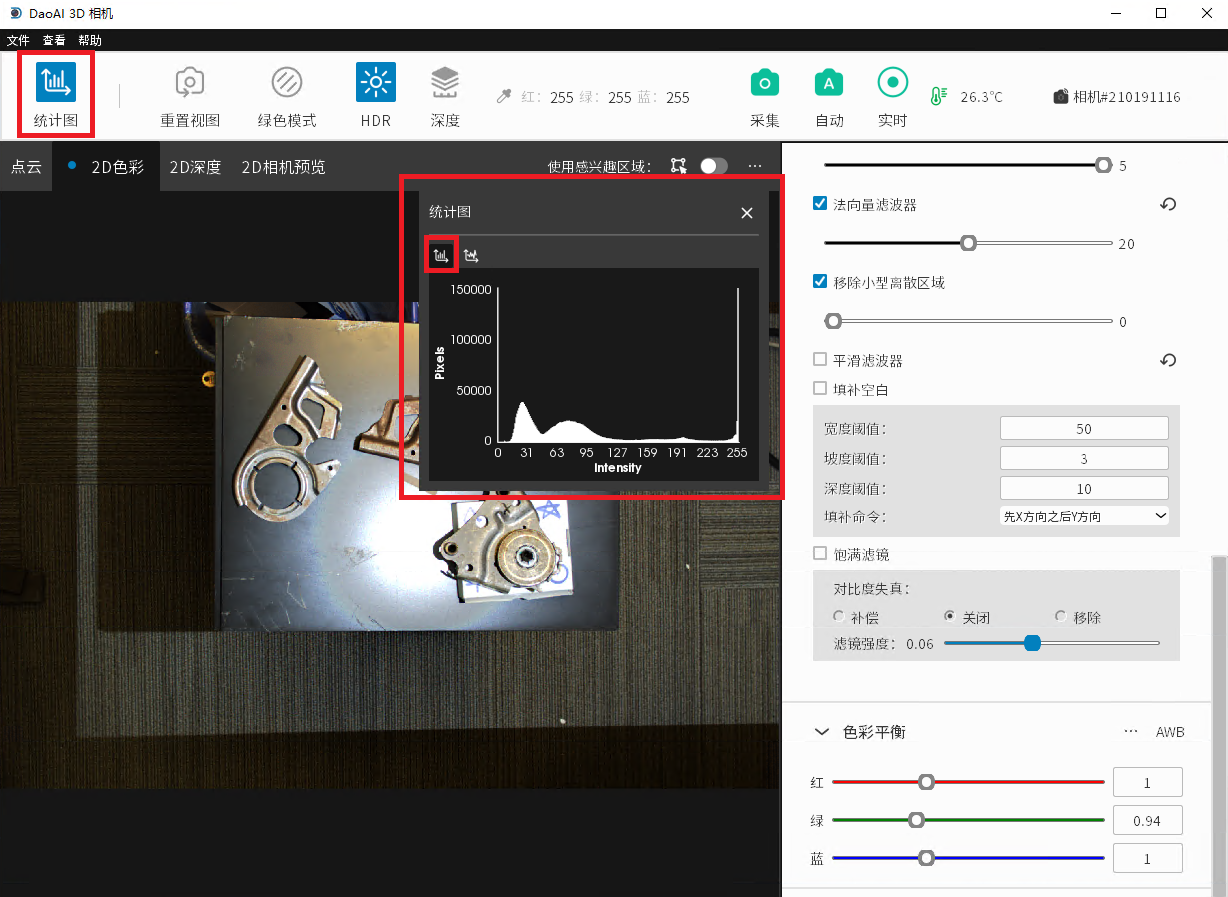 DaoAI 3D 相机
文件 查看 帮助
统计图 重置视图 绿色模式 HDR 深度 红: 255 绿: 255 蓝: 255 采集 自动 实时 26.3℃ 相机#210191116
点云 2D色彩 2D深度 2D相机预览 使用感兴趣区域: ...
统计图
150000
100000
50000
0
Pixels
0 31 63 95 127 159 191 223 255
Intensity
5
法向量滤波器
20
移除小型离散区域
0
平滑滤波器
填补空白
宽度阈值: 50
坡度阈值: 3
深度阈值: 10
填补命令: 先X方向之后Y方向
饱满滤镜
对比度失真:
补偿 关闭 移除
滤镜强度: 0.06
色彩平衡 ... AWB
红 1
绿 0.94
蓝 1